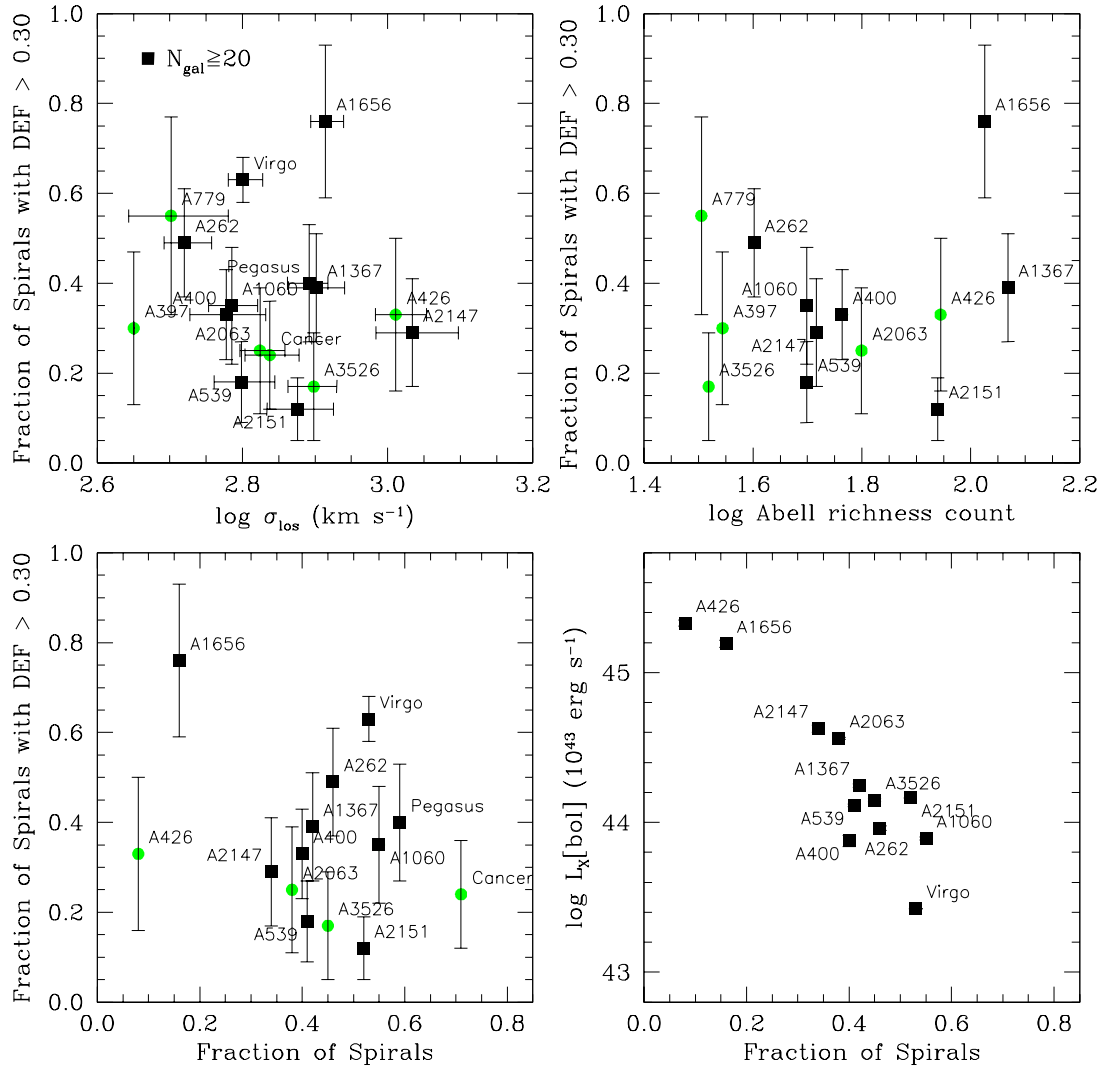 Fraction of Spirals with DEF > 0.30
1.0
0.8
0.6
0.4
0.2
0.0
N_gal≥20
A1656
Virgo
A779
A262
Pegasus
A1367
A397
A400
A1060
A426
A2147
A2063
Cancer
A539
A3526
A2151
2.6
2.8
3.0
3.2
log σ_los (km s⁻¹)
Fraction of Spirals with DEF > 0.30
1.0
0.8
0.6
0.4
0.2
0.0
A1656
A779
A262
A1367
A1060
A400
A426
A397
A2147
A2063
A3526
A539
A2151
1.4
1.6
1.8
2.0
2.2
log Abell richness count
Fraction of Spirals with DEF > 0.30
1.0
0.8
0.6
0.4
0.2
0.0
A1656
Virgo
A262
Pegasus
A1367
A426
A400
A2147
A1060
A2063
Cancer
A3526
A539
A2151
0.0
0.2
0.4
0.6
0.8
Fraction of Spirals
log L_X[bol] (10⁴³ erg s⁻¹)
45
44
43
A426
A1656
A2147
A2063
A1367
A3526
A539
A2151
A1060
A400
A262
Virgo
0.0
0.2
0.4
0.6
0.8
Fraction of Spirals